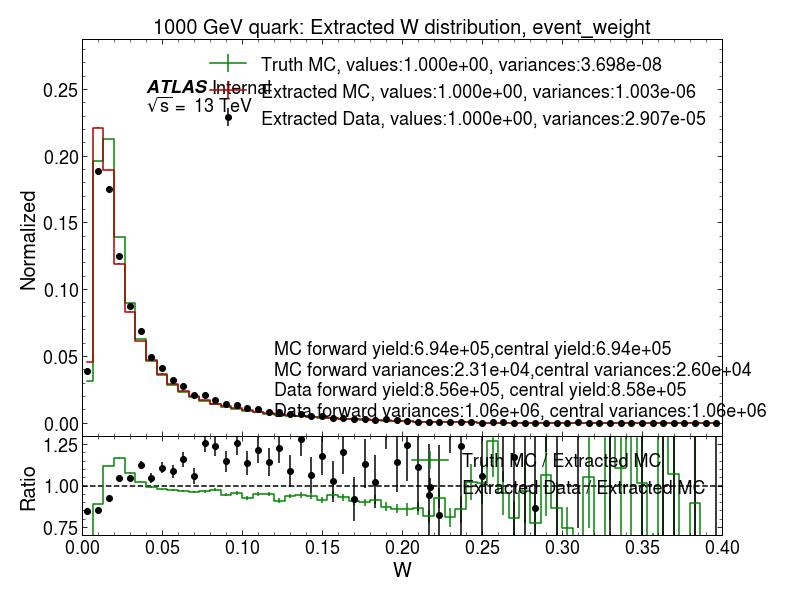 1000 GeV quark: Extracted W distribution, event_weight
Truth MC, values:1.000e+00, variances:3.698e-08
ATLAS Internal
Extracted MC, values:1.000e+00, variances:1.003e-06
√s = 13 TeV
Extracted Data, values:1.000e+00, variances:2.907e-05
Normalized
0.25
0.20
0.15
0.10
0.05
0.00
MC forward yield:6.94e+05,central yield:6.94e+05
MC forward variances:2.31e+04,central variances:2.60e+04
Data forward yield:8.56e+05, central yield:8.58e+05
Data forward variances:1.06e+06, central variances:1.06e+06
Ratio
1.25
1.00
0.75
Truth MC / Extracted MC
Extracted Data / Extracted MC
0.00 0.05 0.10 0.15 0.20 0.25 0.30 0.35 0.40
W